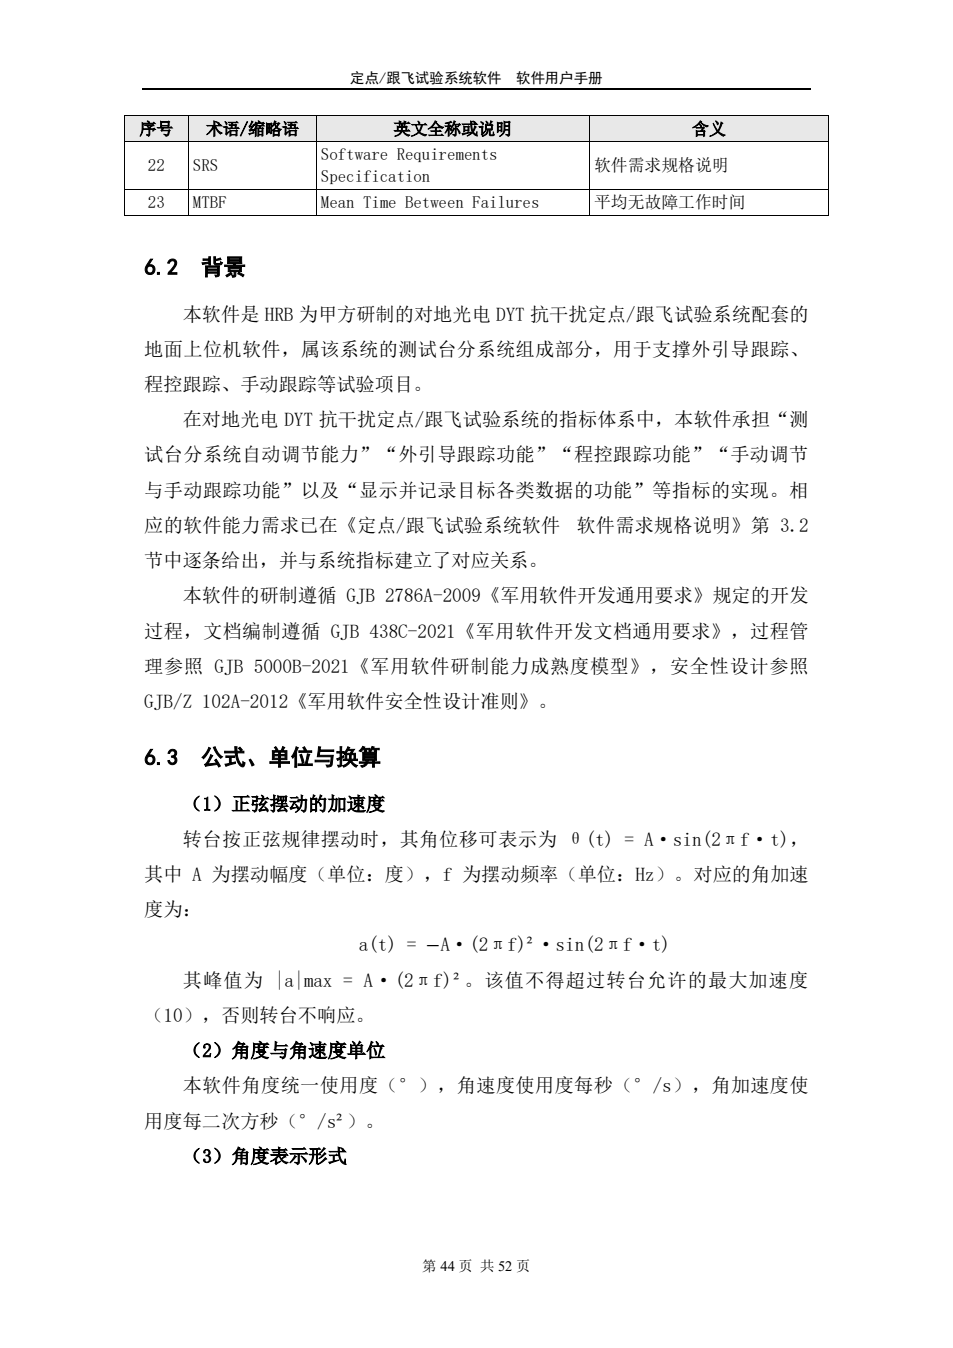 定点/跟飞试验系统软件 软件用户手册
序号 术语/缩略语 英文全称或说明 含义
22 SRS Software Requirements Specification 软件需求规格说明
23 MTBF Mean Time Between Failures 平均无故障工作时间
6.2 背景
本软件是 HRB 为甲方研制的对地光电 DYT 抗干扰定点/跟飞试验系统配套的
地面上位机软件，属该系统的测试台分系统组成部分，用于支撑外引导跟踪、
程控跟踪、手动跟踪等试验项目。
在对地光电 DYT 抗干扰定点/跟飞试验系统的指标体系中，本软件承担“测
试台分系统自动调节能力”“外引导跟踪功能”“程控跟踪功能”“手动调节
与手动跟踪功能”以及“显示并记录目标各类数据的功能”等指标的实现。相
应的软件能力需求已在《定点/跟飞试验系统软件 软件需求规格说明》第 3.2
节中逐条给出，并与系统指标建立了对应关系。
本软件的研制遵循 GJB 2786A-2009《军用软件开发通用要求》规定的开发
过程，文档编制遵循 GJB 438C-2021《军用软件开发文档通用要求》，过程管
理参照 GJB 5000B-2021《军用软件研制能力成熟度模型》，安全性设计参照
GJB/Z 102A-2012《军用软件安全性设计准则》。
6.3 公式、单位与换算
（1）正弦摆动的加速度
转台按正弦规律摆动时，其角位移可表示为 θ(t) = A·sin(2πf·t)，
其中 A 为摆动幅度（单位：度），f 为摆动频率（单位：Hz）。对应的角加速
度为：
a(t) = −A·(2πf)²·sin(2πf·t)
其峰值为 |a|max = A·(2πf)²。该值不得超过转台允许的最大加速度
（10），否则转台不响应。
（2）角度与角速度单位
本软件角度统一使用度（°），角速度使用度每秒（°/s），角加速度使
用度每二次方秒（°/s²）。
（3）角度表示形式
第 44 页 共 52 页